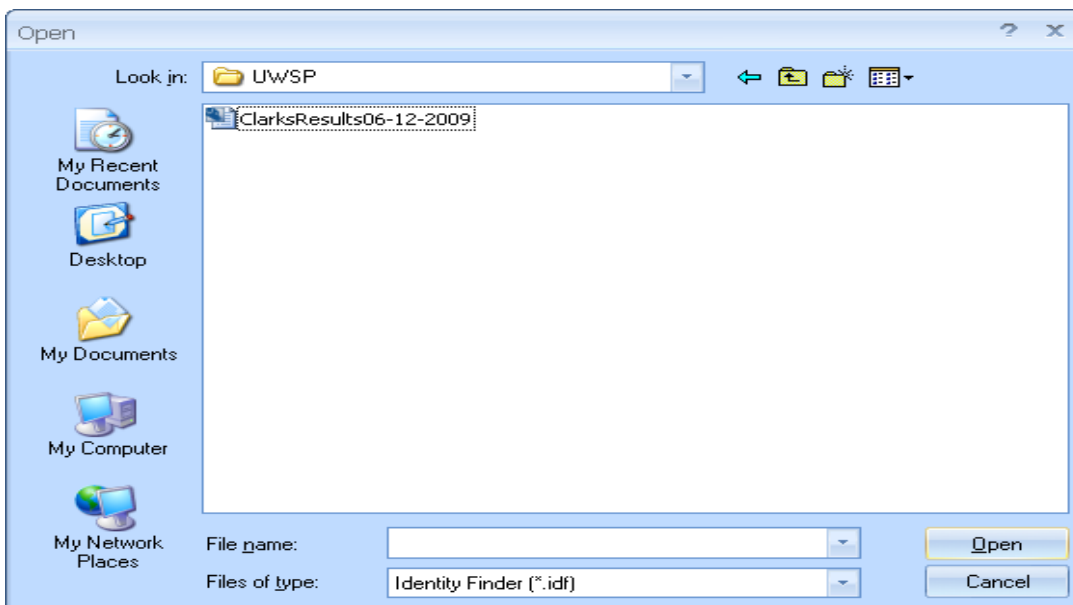 Open
Look in:
UWSP
ClarksResults06-12-2009
My Recent
Documents
Desktop
My Documents
My Computer
My Network
Places
File name:
Open
Files of type:
Identity Finder (*.idf)
Cancel